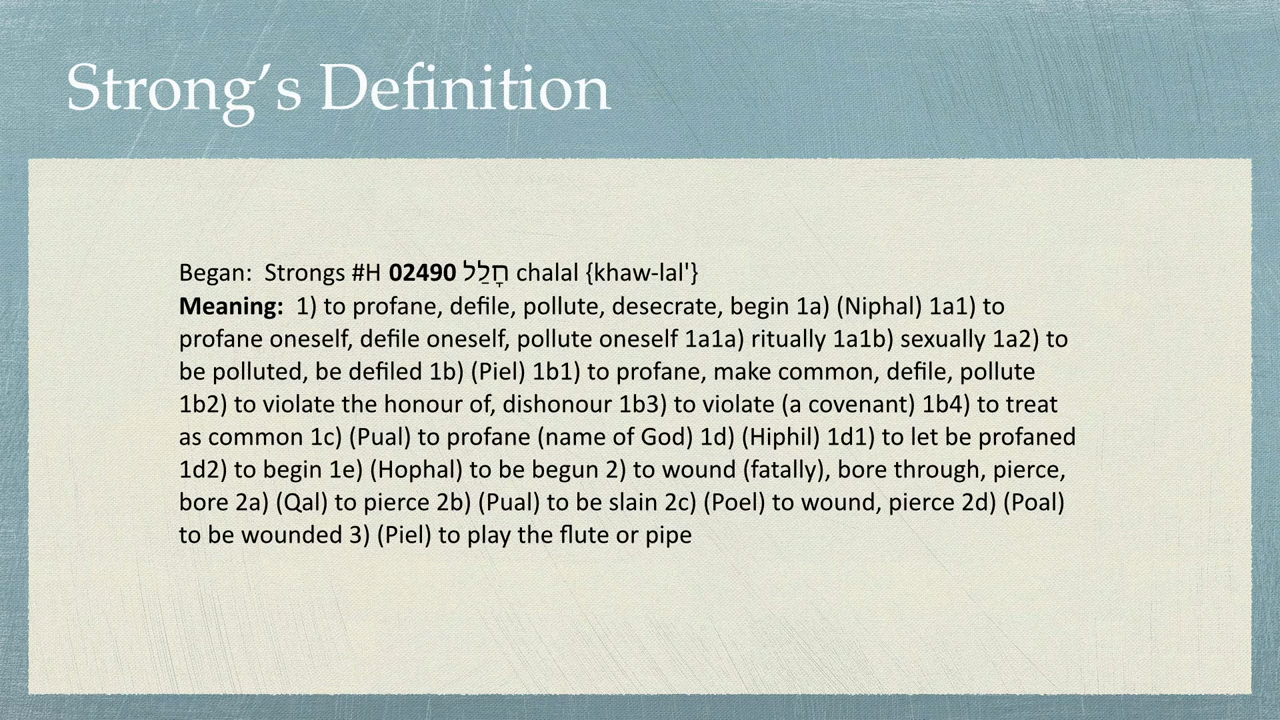 Strong’s Definition
Began:  Strongs #H 02490 חָלַל chalal {khaw-lal'}
Meaning:  1) to profane, defile, pollute, desecrate, begin 1a) (Niphal) 1a1) to
profane oneself, defile oneself, pollute oneself 1a1a) ritually 1a1b) sexually 1a2) to
be polluted, be defiled 1b) (Piel) 1b1) to profane, make common, defile, pollute
1b2) to violate the honour of, dishonour 1b3) to violate (a covenant) 1b4) to treat
as common 1c) (Pual) to profane (name of God) 1d) (Hiphil) 1d1) to let be profaned
1d2) to begin 1e) (Hophal) to be begun 2) to wound (fatally), bore through, pierce,
bore 2a) (Qal) to pierce 2b) (Pual) to be slain 2c) (Poel) to wound, pierce 2d) (Poal)
to be wounded 3) (Piel) to play the flute or pipe